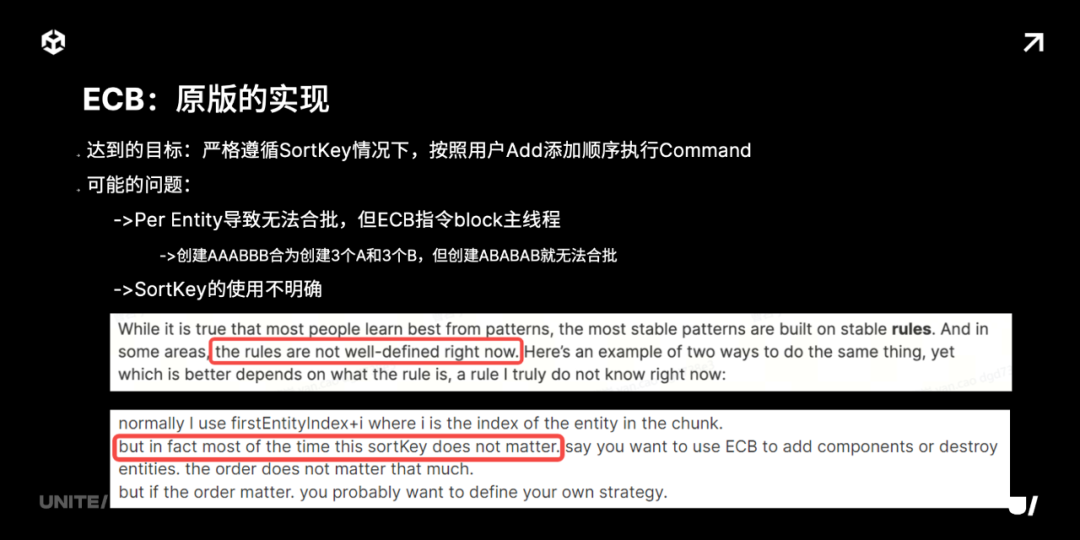 ECB：原版的实现
. 达到的目标：严格遵循SortKey情况下，按照用户Add添加顺序执行Command
. 可能的问题：
->Per Entity导致无法合批，但ECB指令block主线程
->创建AAABBB合为创建3个A和3个B，但创建ABABAB就无法合批
->SortKey的使用不明确
While it is true that most people learn best from patterns, the most stable patterns are built on stable rules. And in
some areas, the rules are not well-defined right now. Here's an example of two ways to do the same thing, yet
which is better depends on what the rule is, a rule I truly do not know right now:
normally I use firstEntityIndex+i where i is the index of the entity in the chunk.
but in fact most of the time this sortKey does not matter. say you want to use ECB to add components or destroy
entities. the order does not matter that much.
but if the order matter. you probably want to define your own strategy.
UNITE/
U/